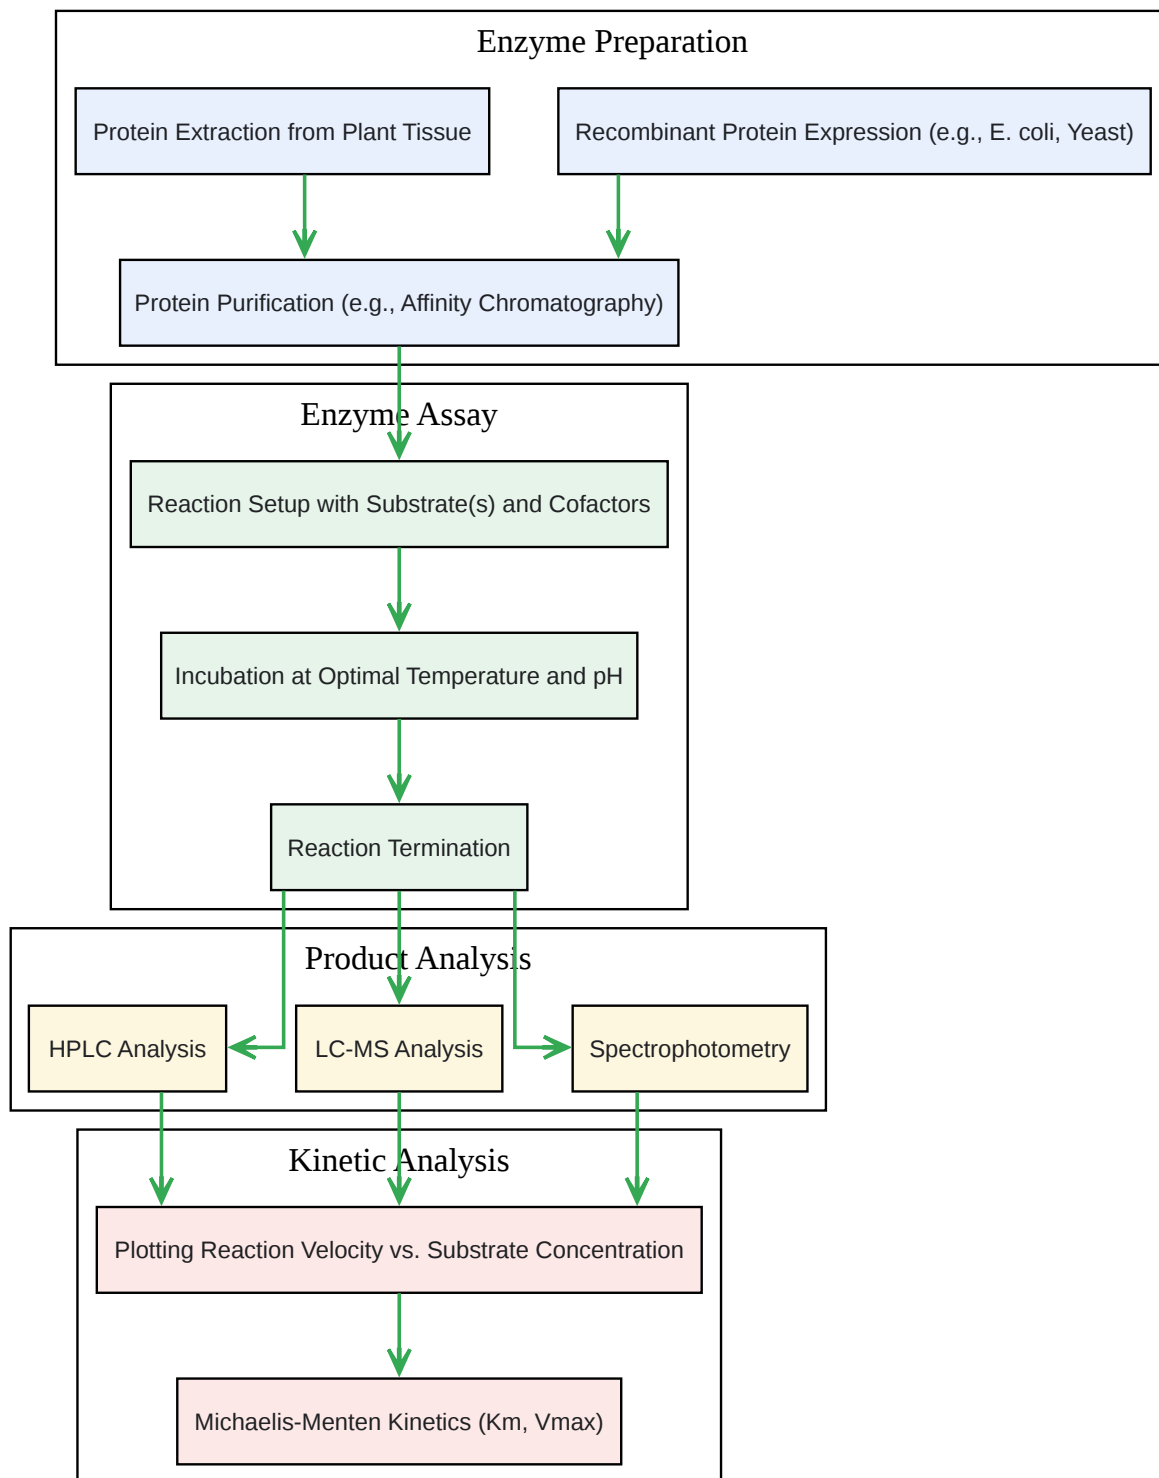 Enzyme Preparation
Protein Extraction from Plant Tissue
Recombinant Protein Expression (e.g., E. coli, Yeast)
Protein Purification (e.g., Affinity Chromatography)
Enzyme Assay
Reaction Setup with Substrate(s) and Cofactors
Incubation at Optimal Temperature and pH
Reaction Termination
Product Analysis
HPLC Analysis
LC-MS Analysis
Spectrophotometry
Kinetic Analysis
Plotting Reaction Velocity vs. Substrate Concentration
Michaelis-Menten Kinetics (Km, Vmax)